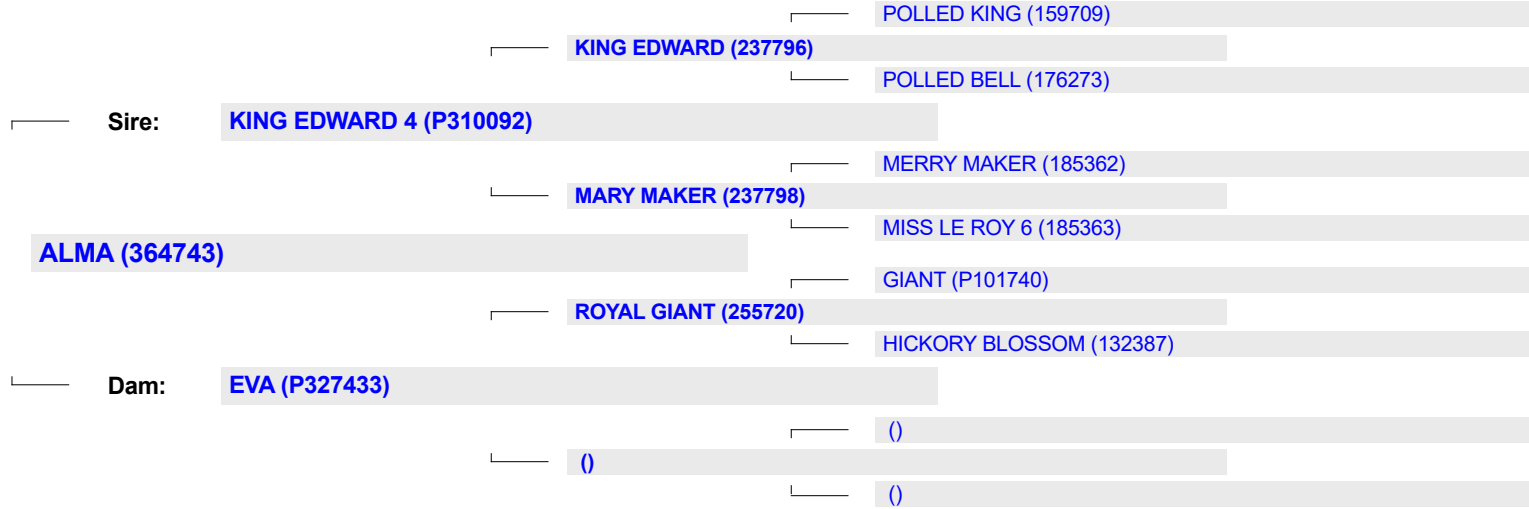 POLLED KING (159709)
KING EDWARD (237796)
POLLED BELL (176273)
Sire: KING EDWARD 4 (P310092)
MERRY MAKER (185362)
MARY MAKER (237798)
MISS LE ROY 6 (185363)
ALMA (364743)
GIANT (P101740)
ROYAL GIANT (255720)
HICKORY BLOSSOM (132387)
Dam: EVA (P327433)
()
()
()